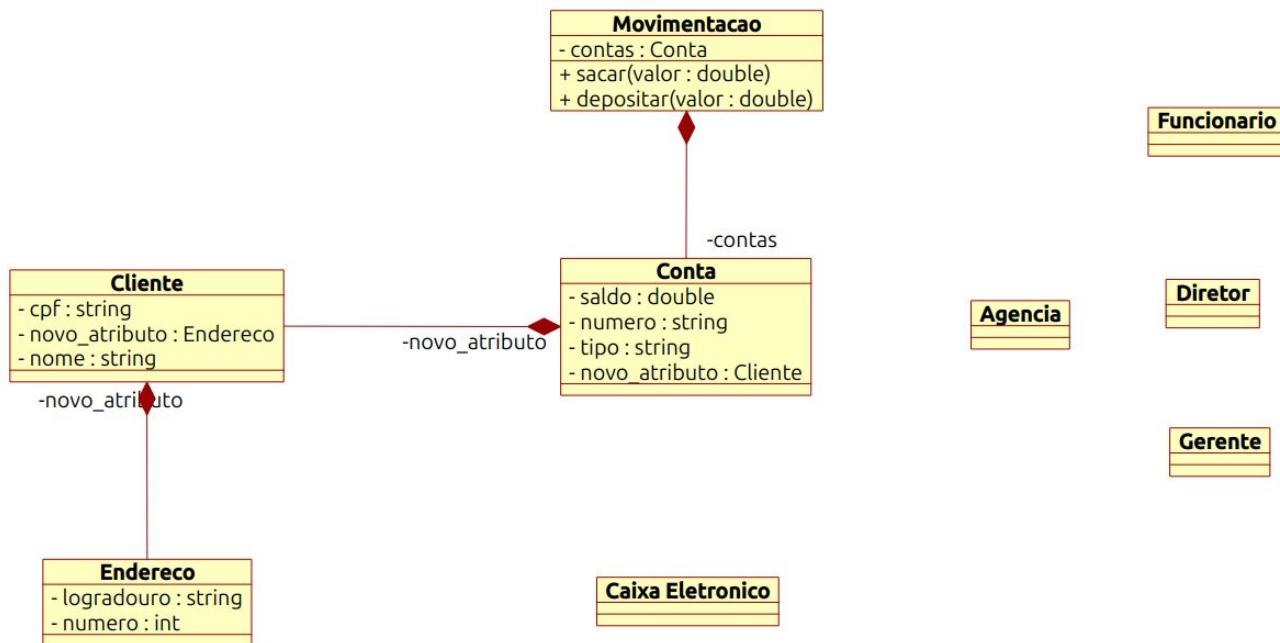 Movimentacao
- contas : Conta
+ sacar(valor : double)
+ depositar(valor : double)
Funcionario
-contas
Cliente
- cpf : string
- novo_atributo : Endereco
- nome : string
-novo_atributo
-novo_atributo
Conta
- saldo : double
- numero : string
- tipo : string
- novo_atributo : Cliente
Agencia
Diretor
Gerente
Endereco
- logradouro : string
- numero : int
Caixa Eletronico